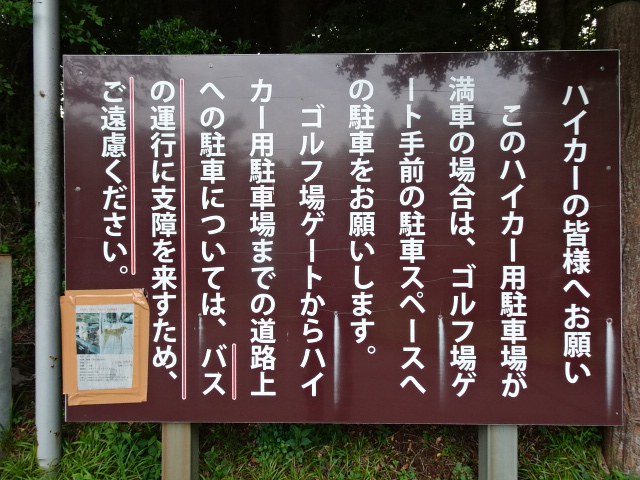 ハイカーの皆様へお願い
このハイカー用駐車場が
満車の場合は、ゴルフ場ゲ
ート手前の駐車スペースへ
の駐車をお願いします。
ゴルフ場ゲートからハイ
カー用駐車場までの道路上
への駐車については、バス
の運行に支障を来すため、
ご遠慮ください。